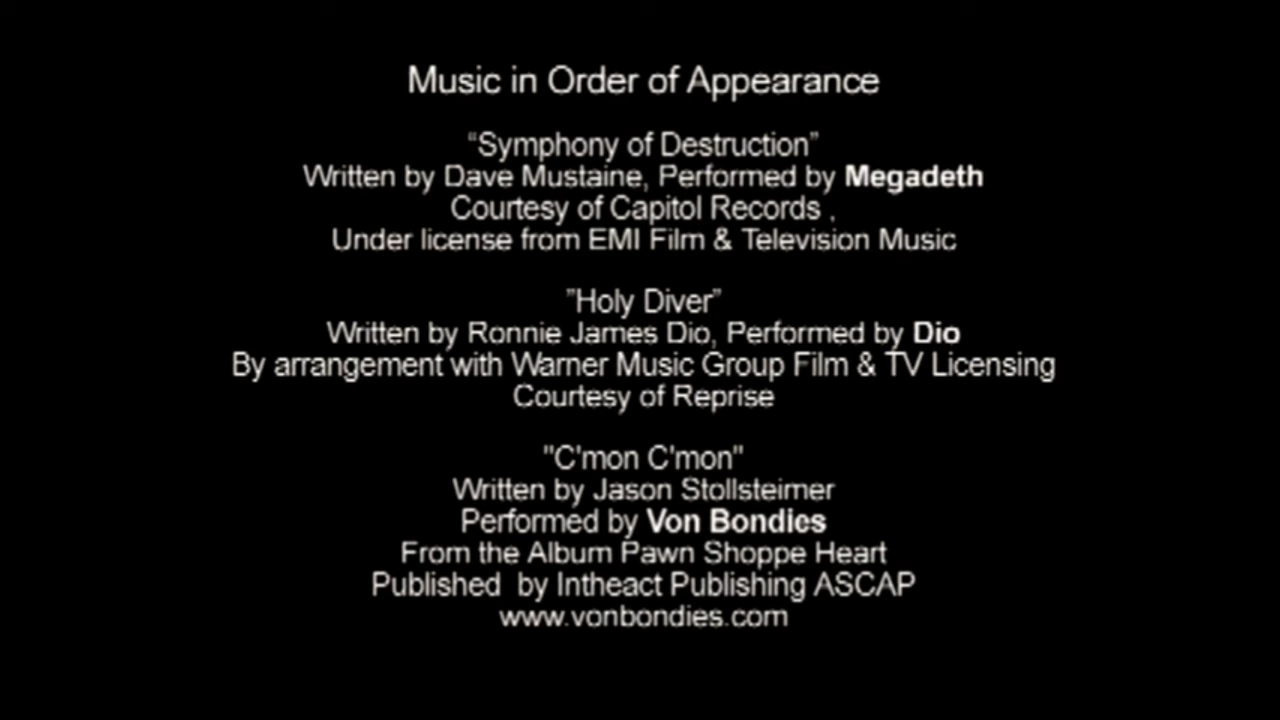 Music in Order of Appearance
“Symphony of Destruction”
Written by Dave Mustaine, Performed by Megadeth
Courtesy of Capitol Records .
Under license from EMI Film & Television Music
”Holy Diver”
Written by Ronnie James Dio, Performed by Dio
By arrangement with Warner Music Group Film & TV Licensing
Courtesy of Reprise
"C'mon C'mon"
Written by Jason Stollsteimer
Performed by Von Bondies
From the Album Pawn Shoppe Heart
Published by Intheact Publishing ASCAP
www.vonbondies.com